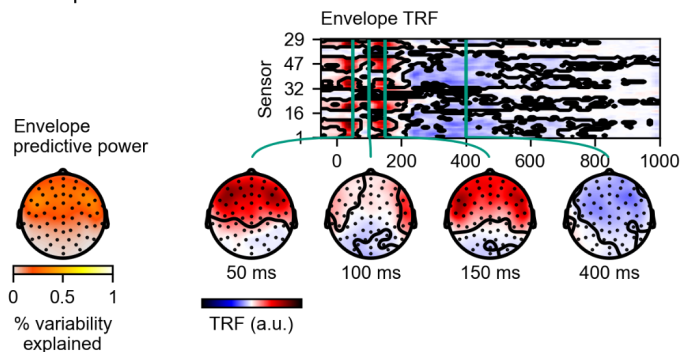 Envelope TRF
29
47
32
16
1
Sensor
0 200 400 600 800 1000
Envelope
predictive power
50 ms 100 ms 150 ms 400 ms
0 0.5 1
% variability
explained
TRF (a.u.)